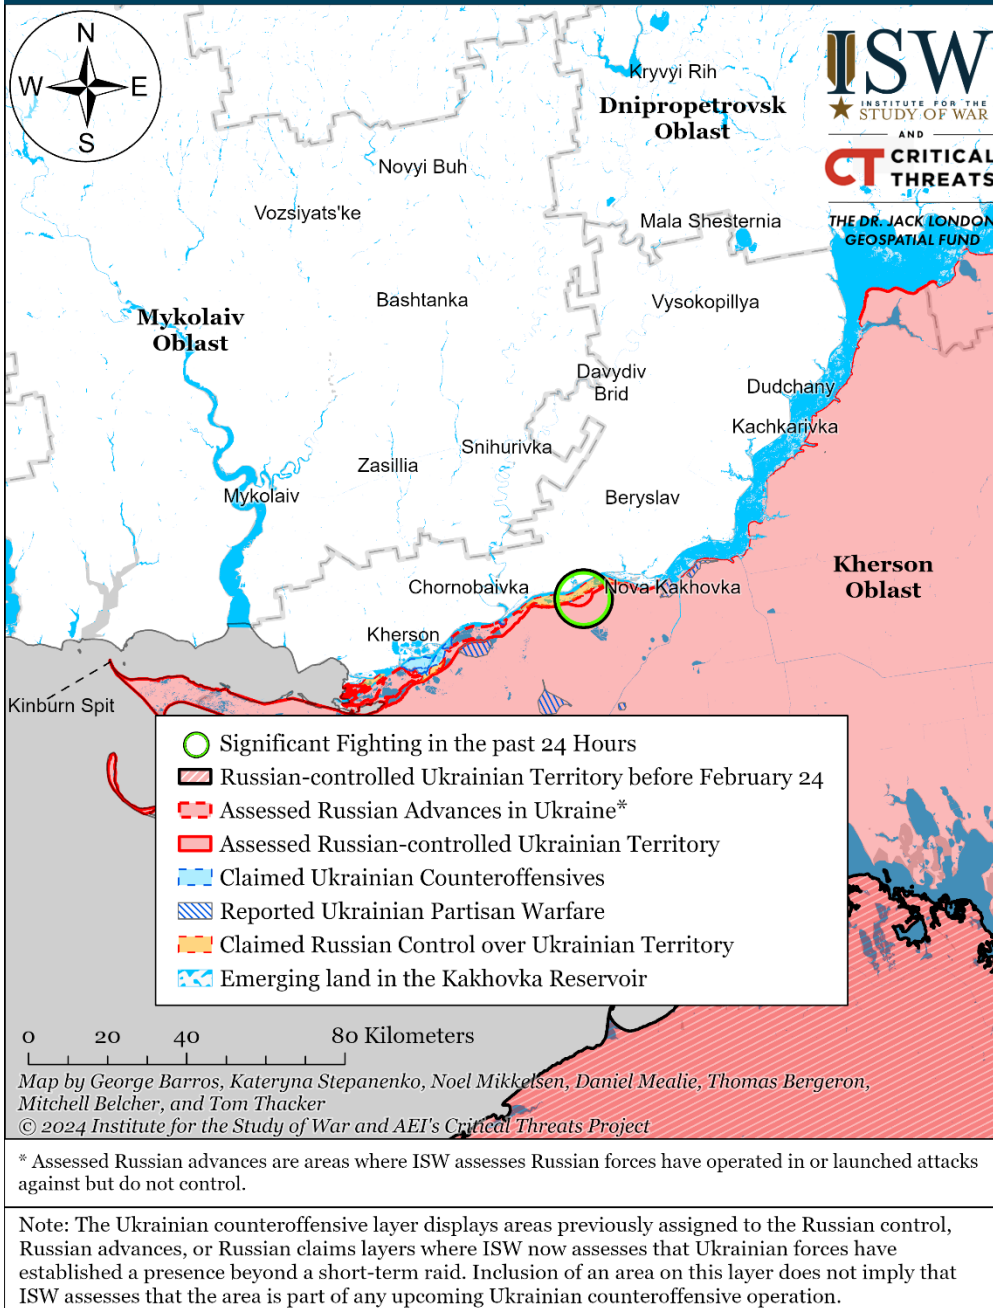 N
W E
S
ISW
INSTITUTE FOR THE
STUDY OF WAR
AND
CT CRITICAL
THREATS
THE DR. JACK LONDON
GEOSPATIAL FUND
Kryvyi Rih
Dnipropetrovsk
Oblast
Novyi Buh
Vozsiyats'ke
Mala Shesternia
Bashtanka
Vysokopillya
Mykolaiv
Oblast
Davydiv
Brid
Dudchany
Kachkarivka
Snihurivka
Zasillia
Mykolaiv
Beryslav
Kherson
Oblast
Chornobaivka
Nova Kakhovka
Kherson
Kinburn Spit
Significant Fighting in the past 24 Hours
Russian-controlled Ukrainian Territory before February 24
Assessed Russian Advances in Ukraine*
Assessed Russian-controlled Ukrainian Territory
Claimed Ukrainian Counteroffensives
Reported Ukrainian Partisan Warfare
Claimed Russian Control over Ukrainian Territory
Emerging land in the Kakhovka Reservoir
0 20 40 80 Kilometers
Map by George Barros, Kateryna Stepanenko, Noel Mikkelsen, Daniel Mealie, Thomas Bergeron,
Mitchell Belcher, and Tom Thacker
© 2024 Institute for the Study of War and AEI's Critical Threats Project
* Assessed Russian advances are areas where ISW assesses Russian forces have operated in or launched attacks
against but do not control.
Note: The Ukrainian counteroffensive layer displays areas previously assigned to the Russian control,
Russian advances, or Russian claims layers where ISW now assesses that Ukrainian forces have
established a presence beyond a short-term raid. Inclusion of an area on this layer does not imply that
ISW assesses that the area is part of any upcoming Ukrainian counteroffensive operation.